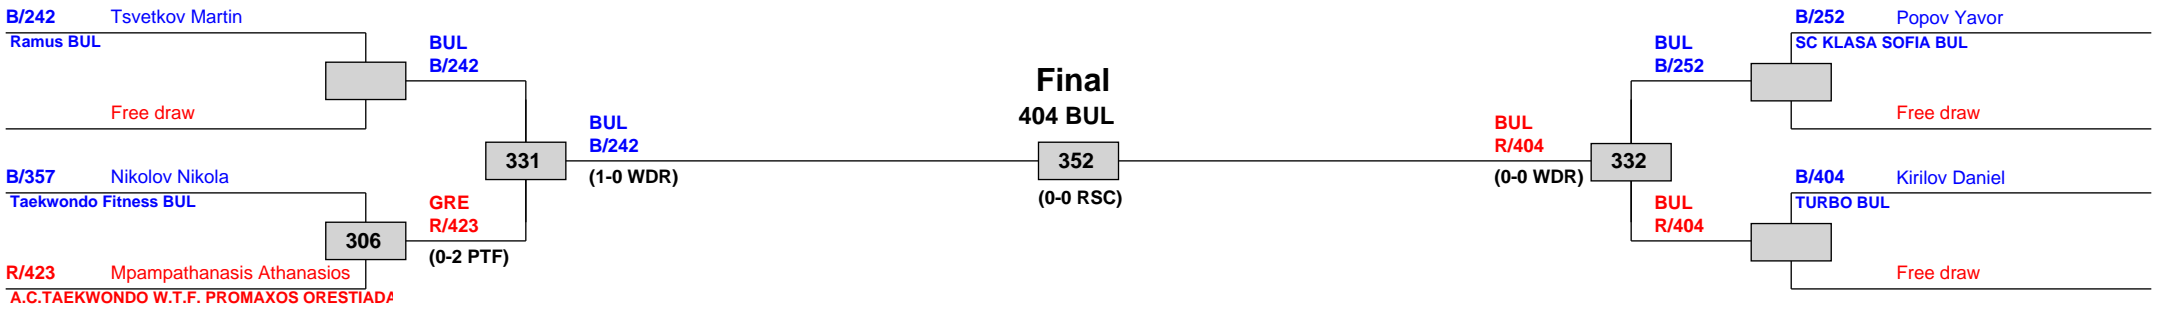 B/242 Tsvetkov Martin
Ramus BUL
Free draw
BUL
B/242
B/357 Nikolov Nikola
Taekwondo Fitness BUL
306
R/423 Mpampathanasis Athanasios
A.C.TAEKWONDO W.T.F. PROMAXOS ORESTIADA
GRE
R/423
(0-2 PTF)
331
BUL
B/242
(1-0 WDR)
Final
404 BUL
352
(0-0 RSC)
BUL
R/404
(0-0 WDR)
332
BUL
B/252
BUL
R/404
B/252 Popov Yavor
SC KLASA SOFIA BUL
Free draw
B/404 Kirilov Daniel
TURBO BUL
Free draw